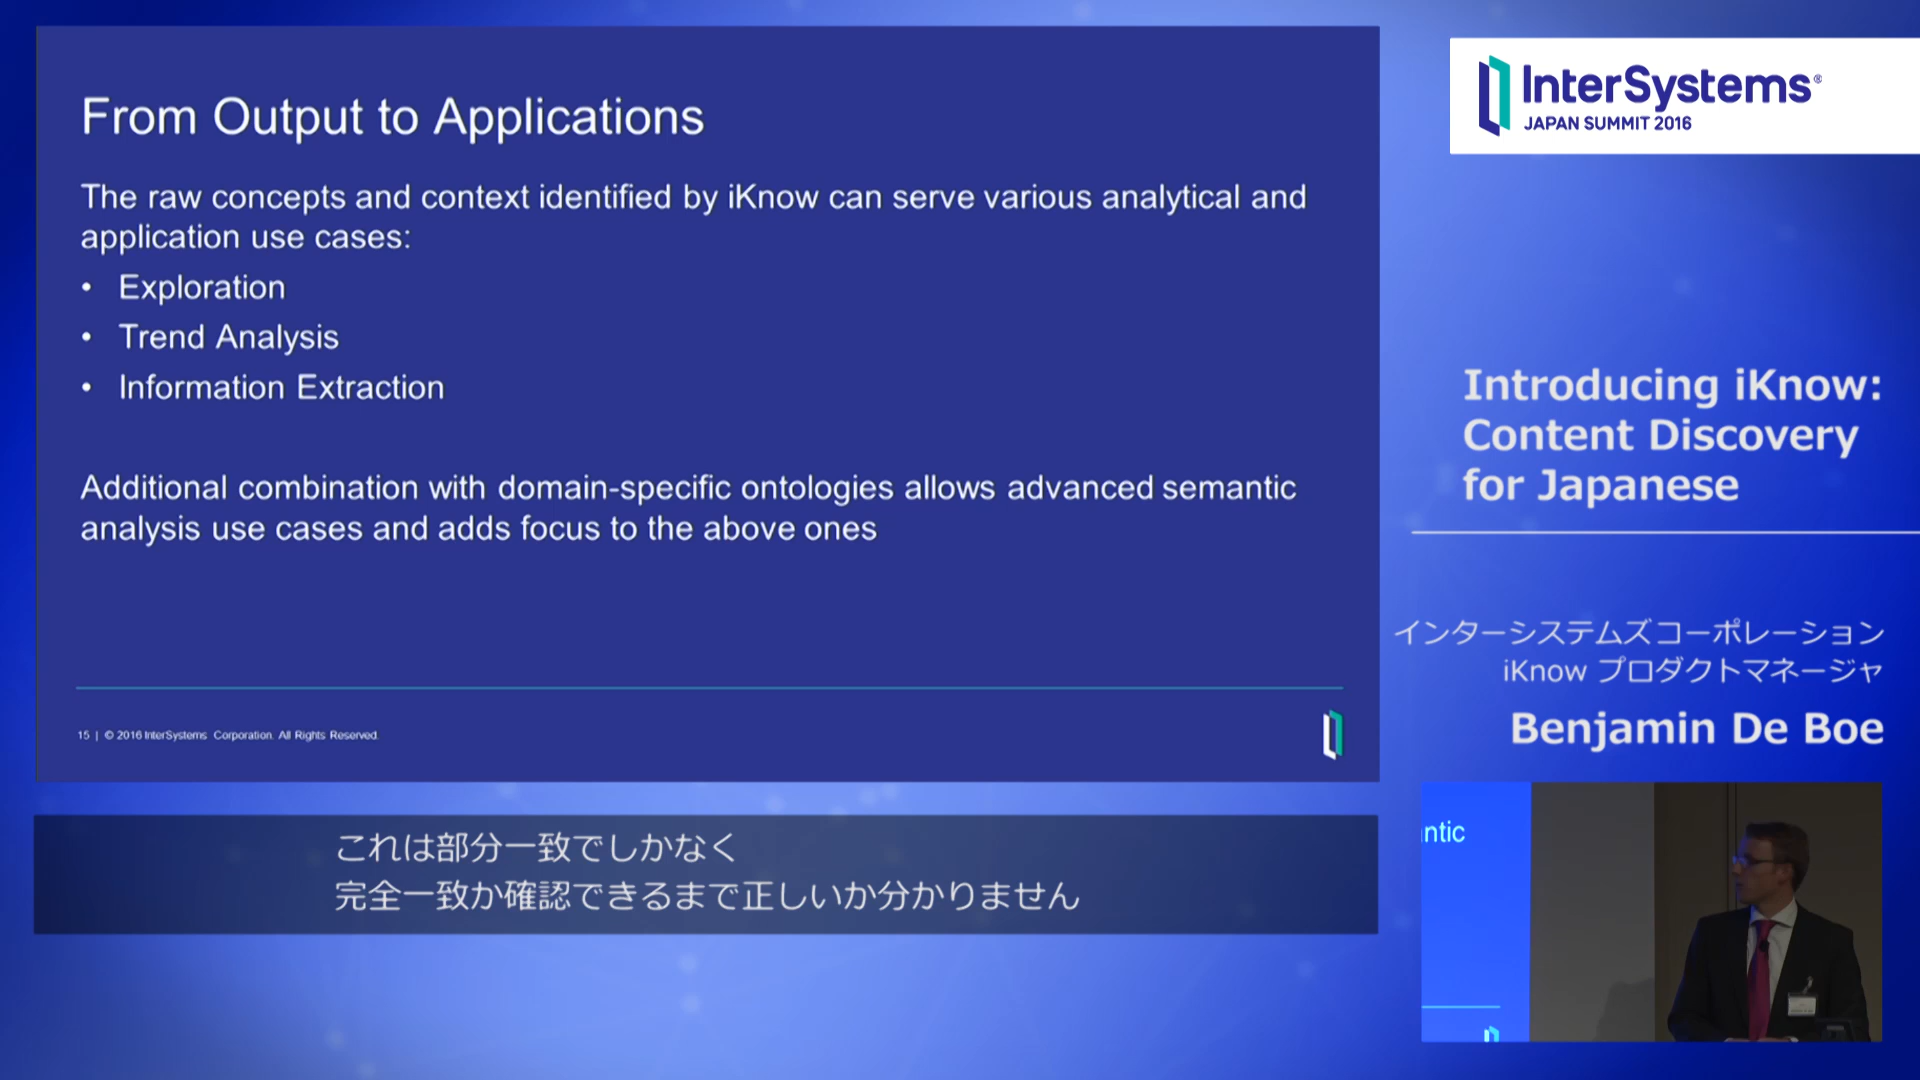 From Output to Applications
The raw concepts and context identified by iKnow can serve various analytical and
application use cases:
• Exploration
• Trend Analysis
• Information Extraction
Additional combination with domain-specific ontologies allows advanced semantic
analysis use cases and adds focus to the above ones
15 | © 2016 InterSystems Corporation. All Rights Reserved.
これは部分一致でしかなく
完全一致か確認できるまで正しいか分かりません
InterSystems®
JAPAN SUMMIT 2016
Introducing iKnow:
Content Discovery
for Japanese
インターシステムズコーポレーション
iKnow プロダクトマネージャ
Benjamin De Boe
ntic